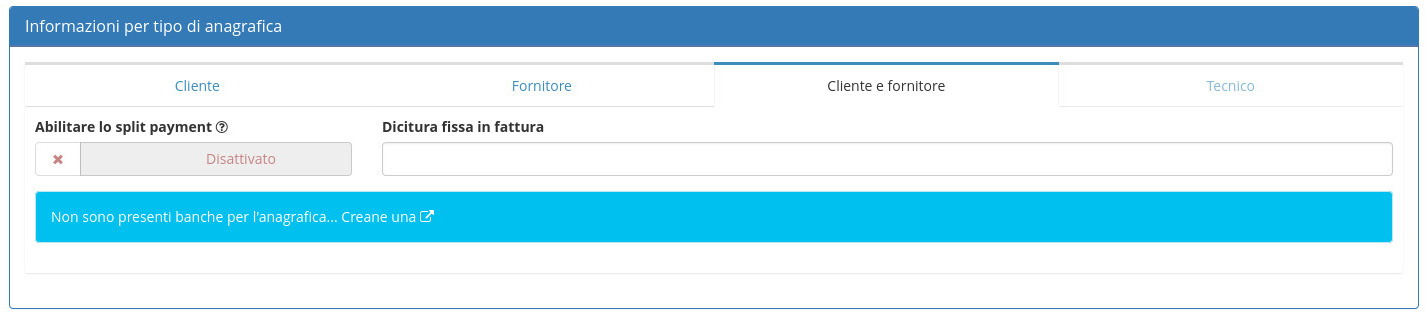 Informazioni per tipo di anagrafica
Cliente
Fornitore
Cliente e fornitore
Tecnico
Abilitare lo split payment
Dicitura fissa in fattura
Disattivato
Non sono presenti banche per l'anagrafica... Creane una